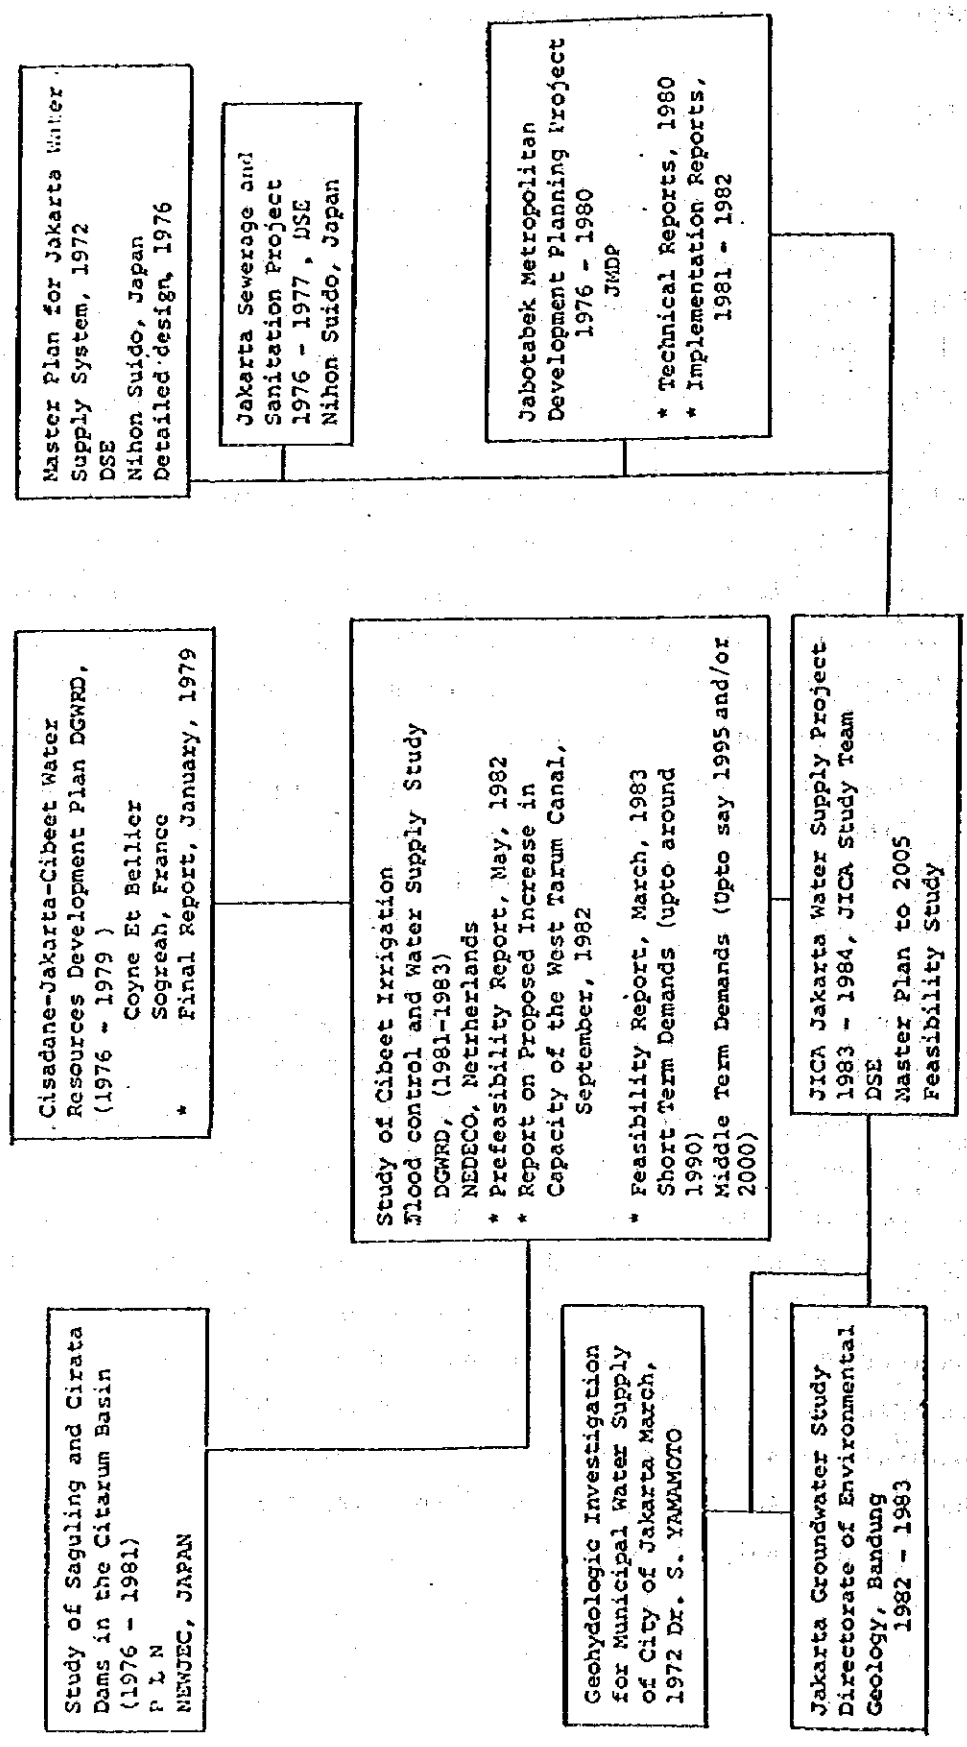 Study of Saguling and Cirata
Dams in the Citarum Basin
(1976 - 1981)
P L N
NEWJEC, JAPAN
Cisadane-Jakarta-Cibeet Water
Resources Development Plan DGWRD,
(1976 - 1979 )
Coyne Et Bellier
Sogreah, France
* Final Report, January, 1979
Master Plan for Jakarta Water
Supply System, 1972
DSE
Nihon Suido, Japan
Detailed design, 1976
Jakarta Sewerage and
Sanitation Project
1976 - 1977, DSE
Nihon Suido, Japan
Study of Cibeet Irrigation
Flood control and Water Supply Study
DGWRD, (1981-1983)
NEDECO, Netrherlands
* Prefeasibility Report, May, 1982
* Report on Proposed Increase in
Capacity of the West Tarum Canal,
September, 1982
* Feasibility Report, March, 1983
Short Term Demands (upto around
1990)
Middle Term Demands (Upto say 1995 and/or
2000)
Jabotabek Metropolitan
Development Planning Project
1976 - 1980
JMDP
* Technical Reports, 1980
* Implementation Reports,
1981 - 1982
Geohydologic Investigation
for Municipal Water Supply
of City of Jakarta March,
1972 Dr. S. YAMAMOTO
Jakarta Groundwater Study
Directorate of Environmental
Geology, Bandung
1982 - 1983
JICA Jakarta Water Supply Project
1983 - 1984, JICA Study Team
DSE
Master Plan to 2005
Feasibility Study